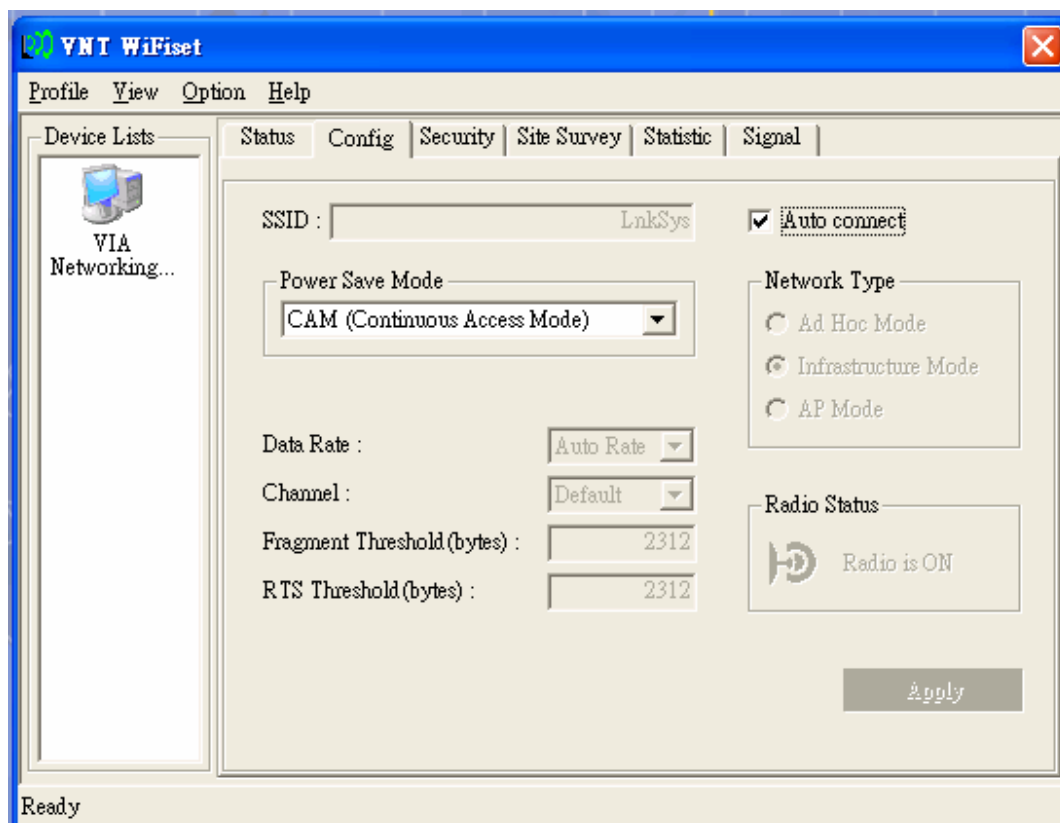 VNT WiFiset
Profile View Option Help
Device Lists
VIA
Networking...
Status Config Security Site Survey Statistic Signal
SSID : LnkSys
Auto connect
Power Save Mode
CAM (Continuous Access Mode)
Network Type
Ad Hoc Mode
Infrastructure Mode
AP Mode
Data Rate : Auto Rate
Channel : Default
Fragment Threshold(bytes) : 2312
RTS Threshold(bytes) : 2312
Radio Status
Radio is ON
Apply
Ready